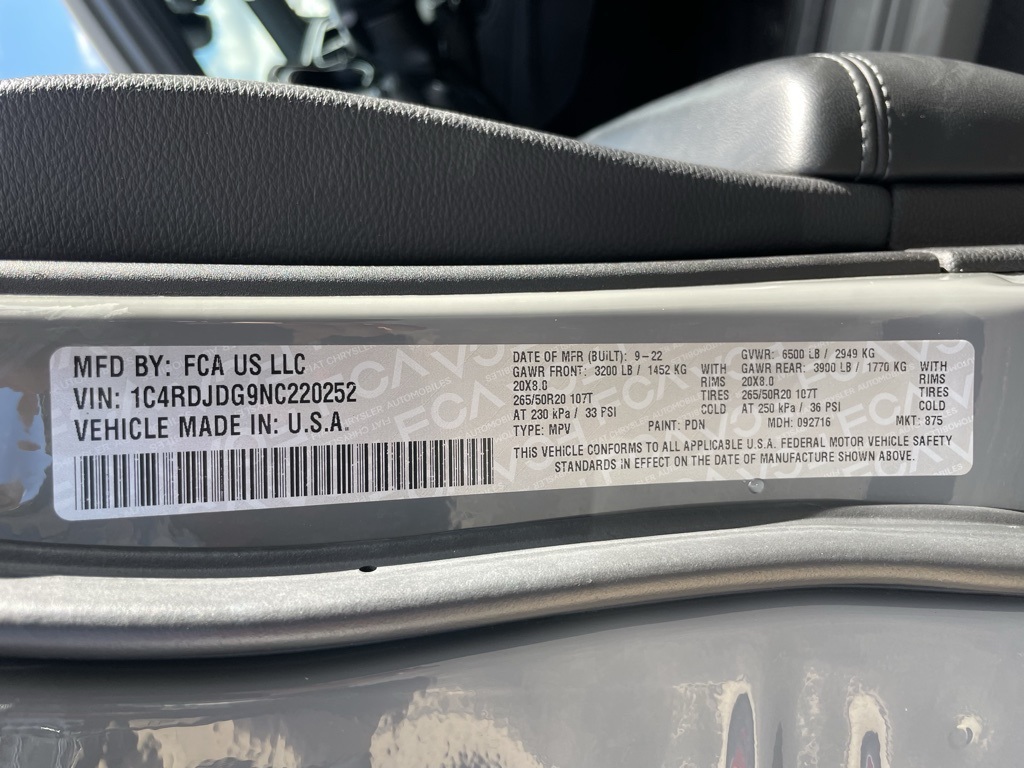 MFD BY: FCA US LLC
VIN: 1C4RDJDG9NC220252
VEHICLE MADE IN: U.S.A.
DATE OF MFR (BUILT): 9-22 GVWR: 6500 LB / 2949 KG
GAWR FRONT: 3200 LB / 1452 KG WITH GAWR REAR: 3900 LB / 1770 KG WITH
20X8.0 RIMS 20X8.0 RIMS
265/50R20 107T TIRES 265/50R20 107T TIRES
AT 230 kPa / 33 PSI COLD AT 250 kPa / 36 PSI COLD
TYPE: MPV PAINT: PDN MDH: 092716 MKT: 875
THIS VEHICLE CONFORMS TO ALL APPLICABLE U.S.A. FEDERAL MOTOR VEHICLE SAFETY
STANDARDS IN EFFECT ON THE DATE OF MANUFACTURE SHOWN ABOVE.